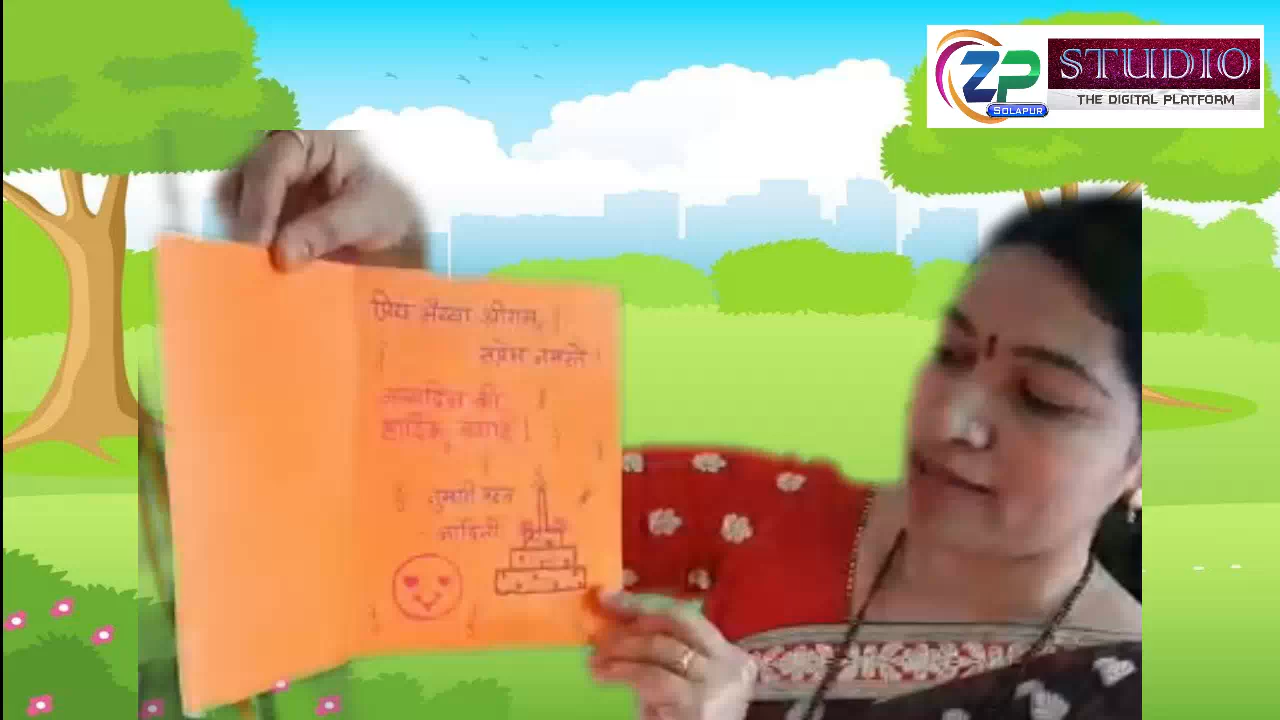 ZP STUDIO
SOLAPUR
THE DIGITAL PLATFORM
प्रिय भैय्या श्रीराम,
सप्रेम नमस्ते।
जन्मदिन की
हार्दिक बधाई।
तुम्हारी बहन